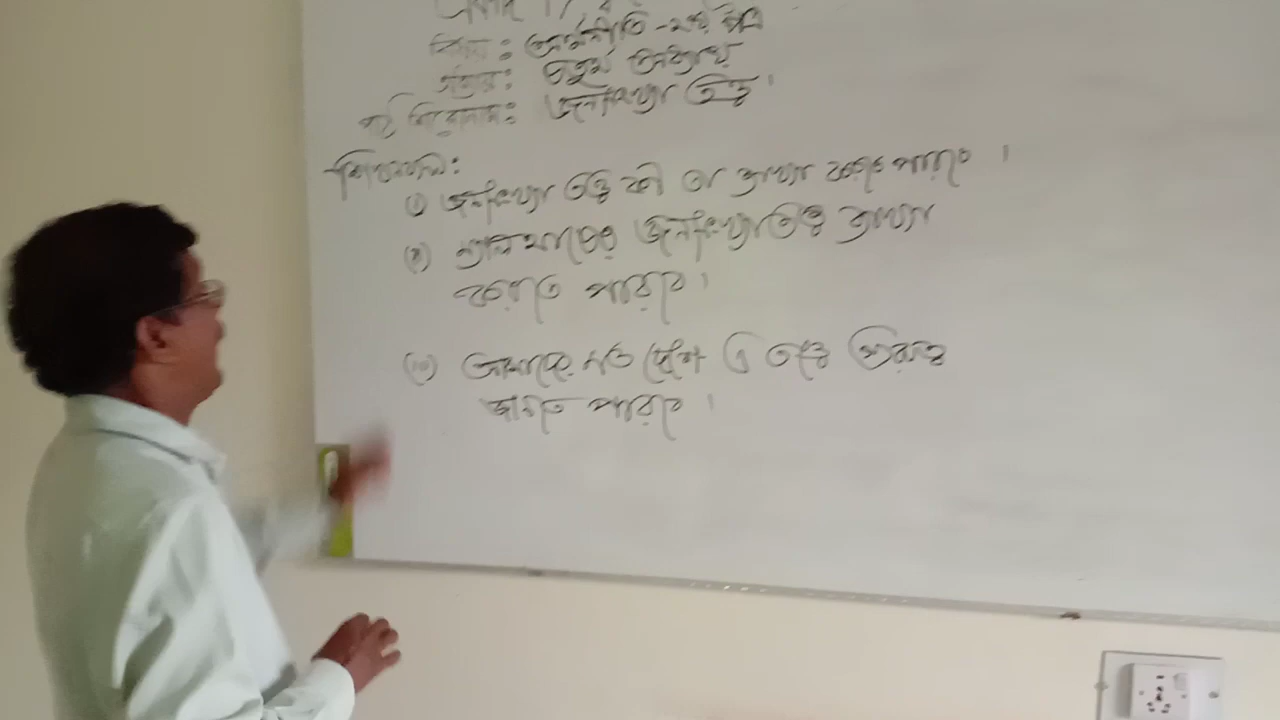 বিষয় : অর্থনীতি - ২য় পত্র
অধ্যায় : চতুর্থ অধ্যায়
পাঠ শিরোনাম : জনসংখ্যা তত্ত্ব ।
শিখনফল :
(i) জনসংখ্যা তত্ত্ব কী তা ব্যাখ্যা করতে পারবে ।
(ii) ম্যালথাসের জনসংখ্যা তত্ত্ব ব্যাখ্যা
করতে পারবে ।
(iii) আমাদের মত দেশে এ তত্ত্বের
জানতে পারবে ।